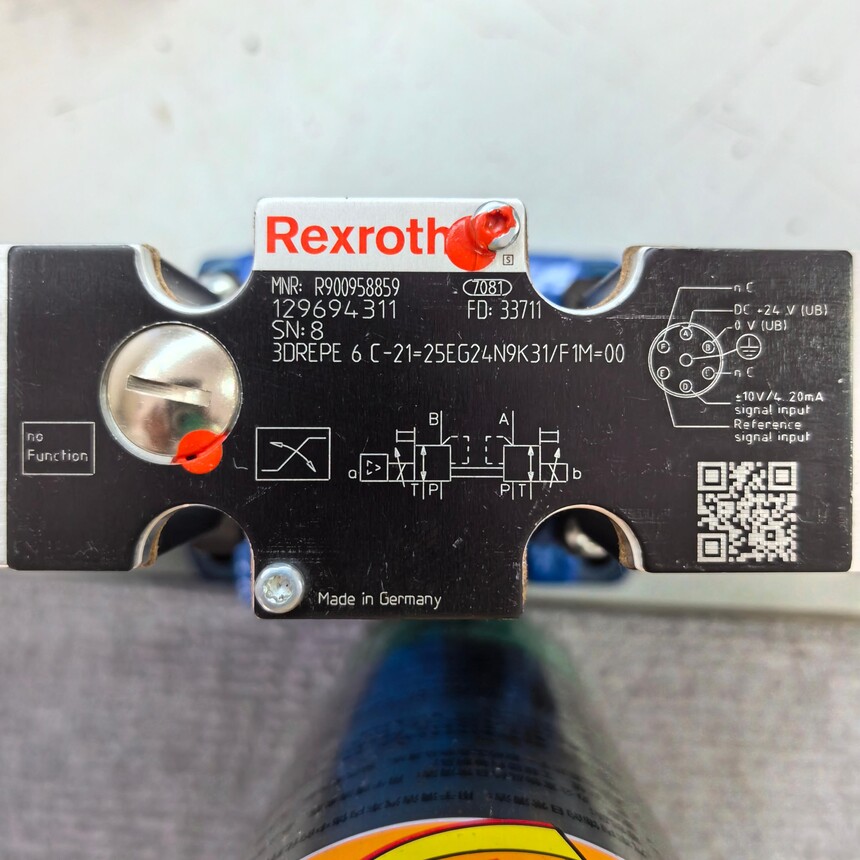 Rexroth
S
MNR: R900958859 7081
129694311 FD: 33711
SN: 8
3DREPE 6 C-21=25EG24N9K31/F1M=00
no
Function
B A
a b
T P P T
n C
DC +24 V (UB)
0 V (UB)
n C
±10V/4..20mA
signal input
Reference
signal input
A
B
C
D
E
F
Made in Germany